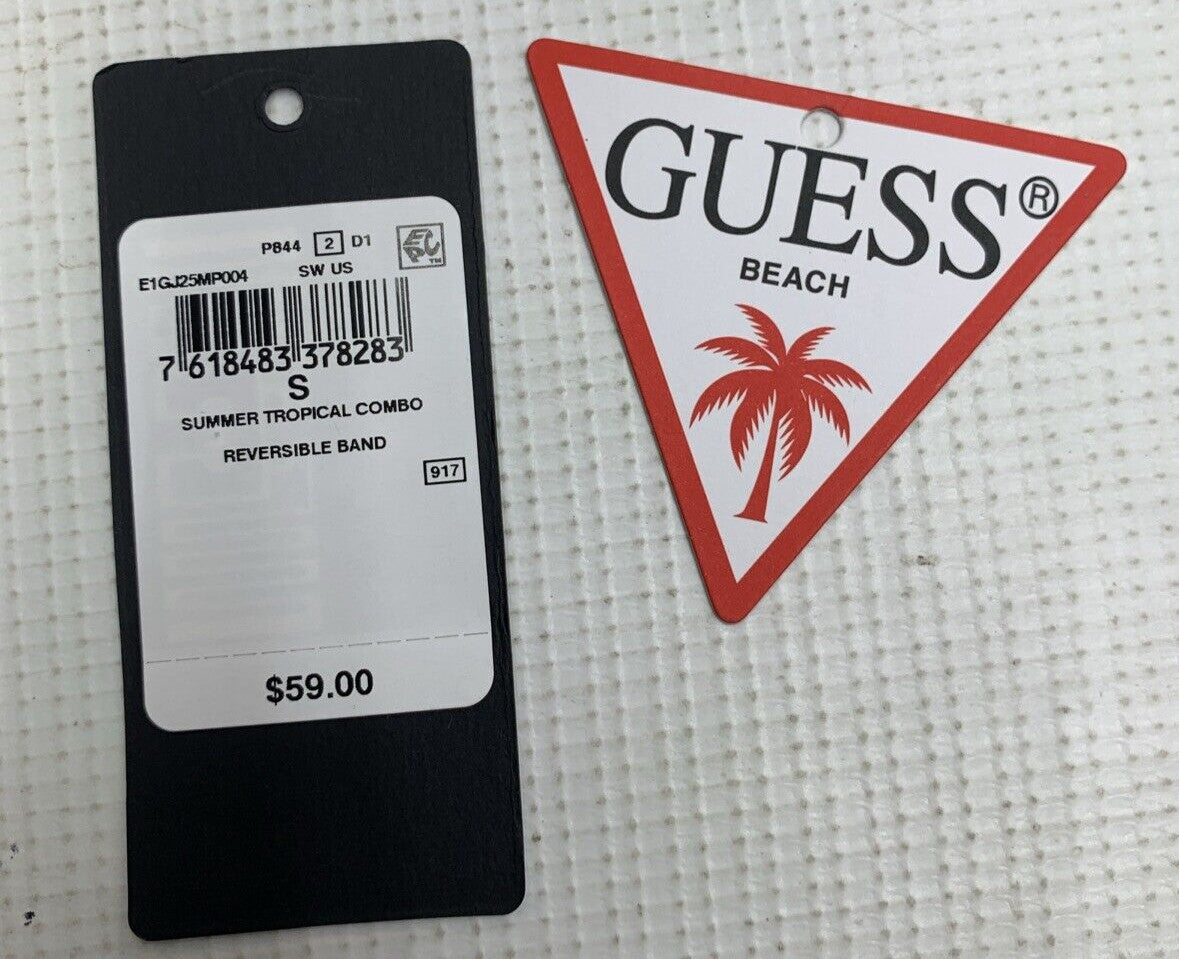 P844 2 D1
EPC™
SW US
E1GJ25MP004
7 618483 378283
S
SUMMER TROPICAL COMBO
REVERSIBLE BAND
917
$59.00
GUESS®
BEACH